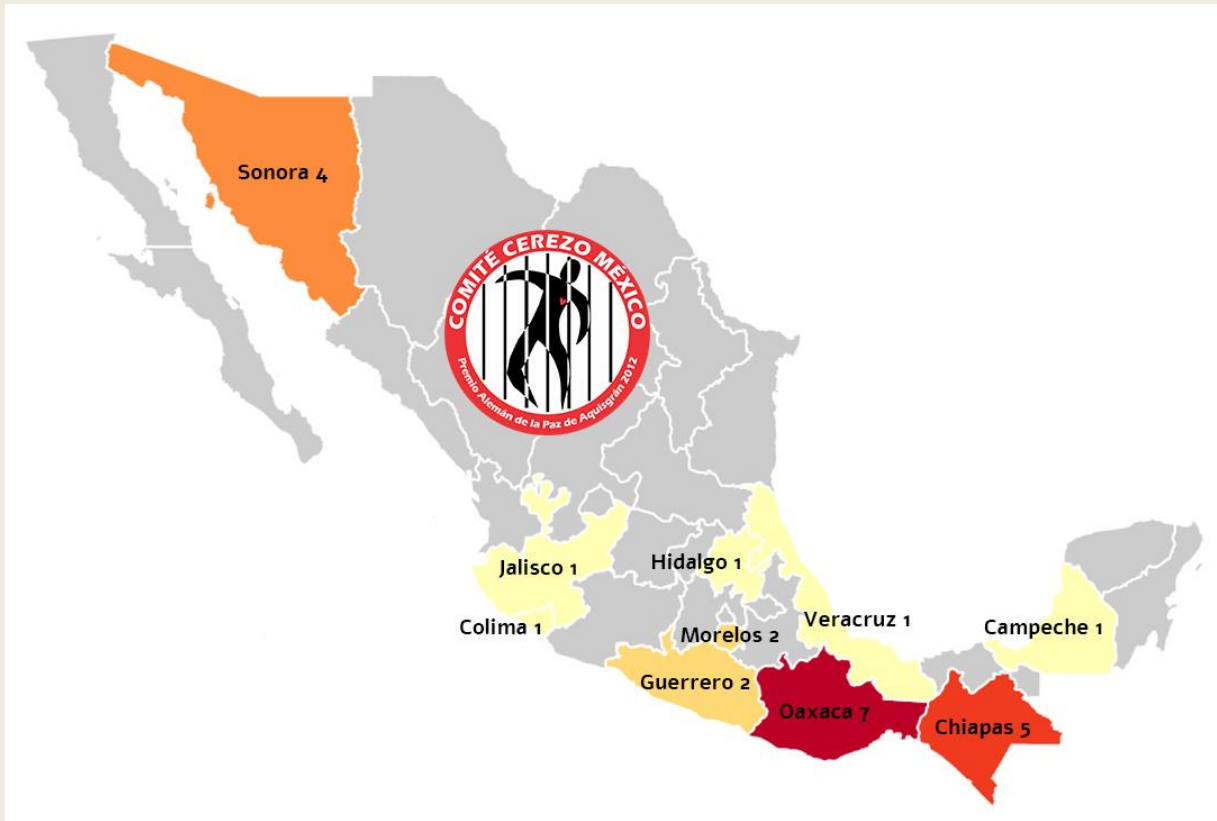 Sonora 4
COMITÉ CEREZO MÉXICO
Premio Alemán de la Paz de Aquisgrán 2012
Jalisco 1
Hidalgo 1
Colima 1
Morelos 2
Veracruz 1
Campeche 1
Guerrero 2
Oaxaca 7
Chiapas 5